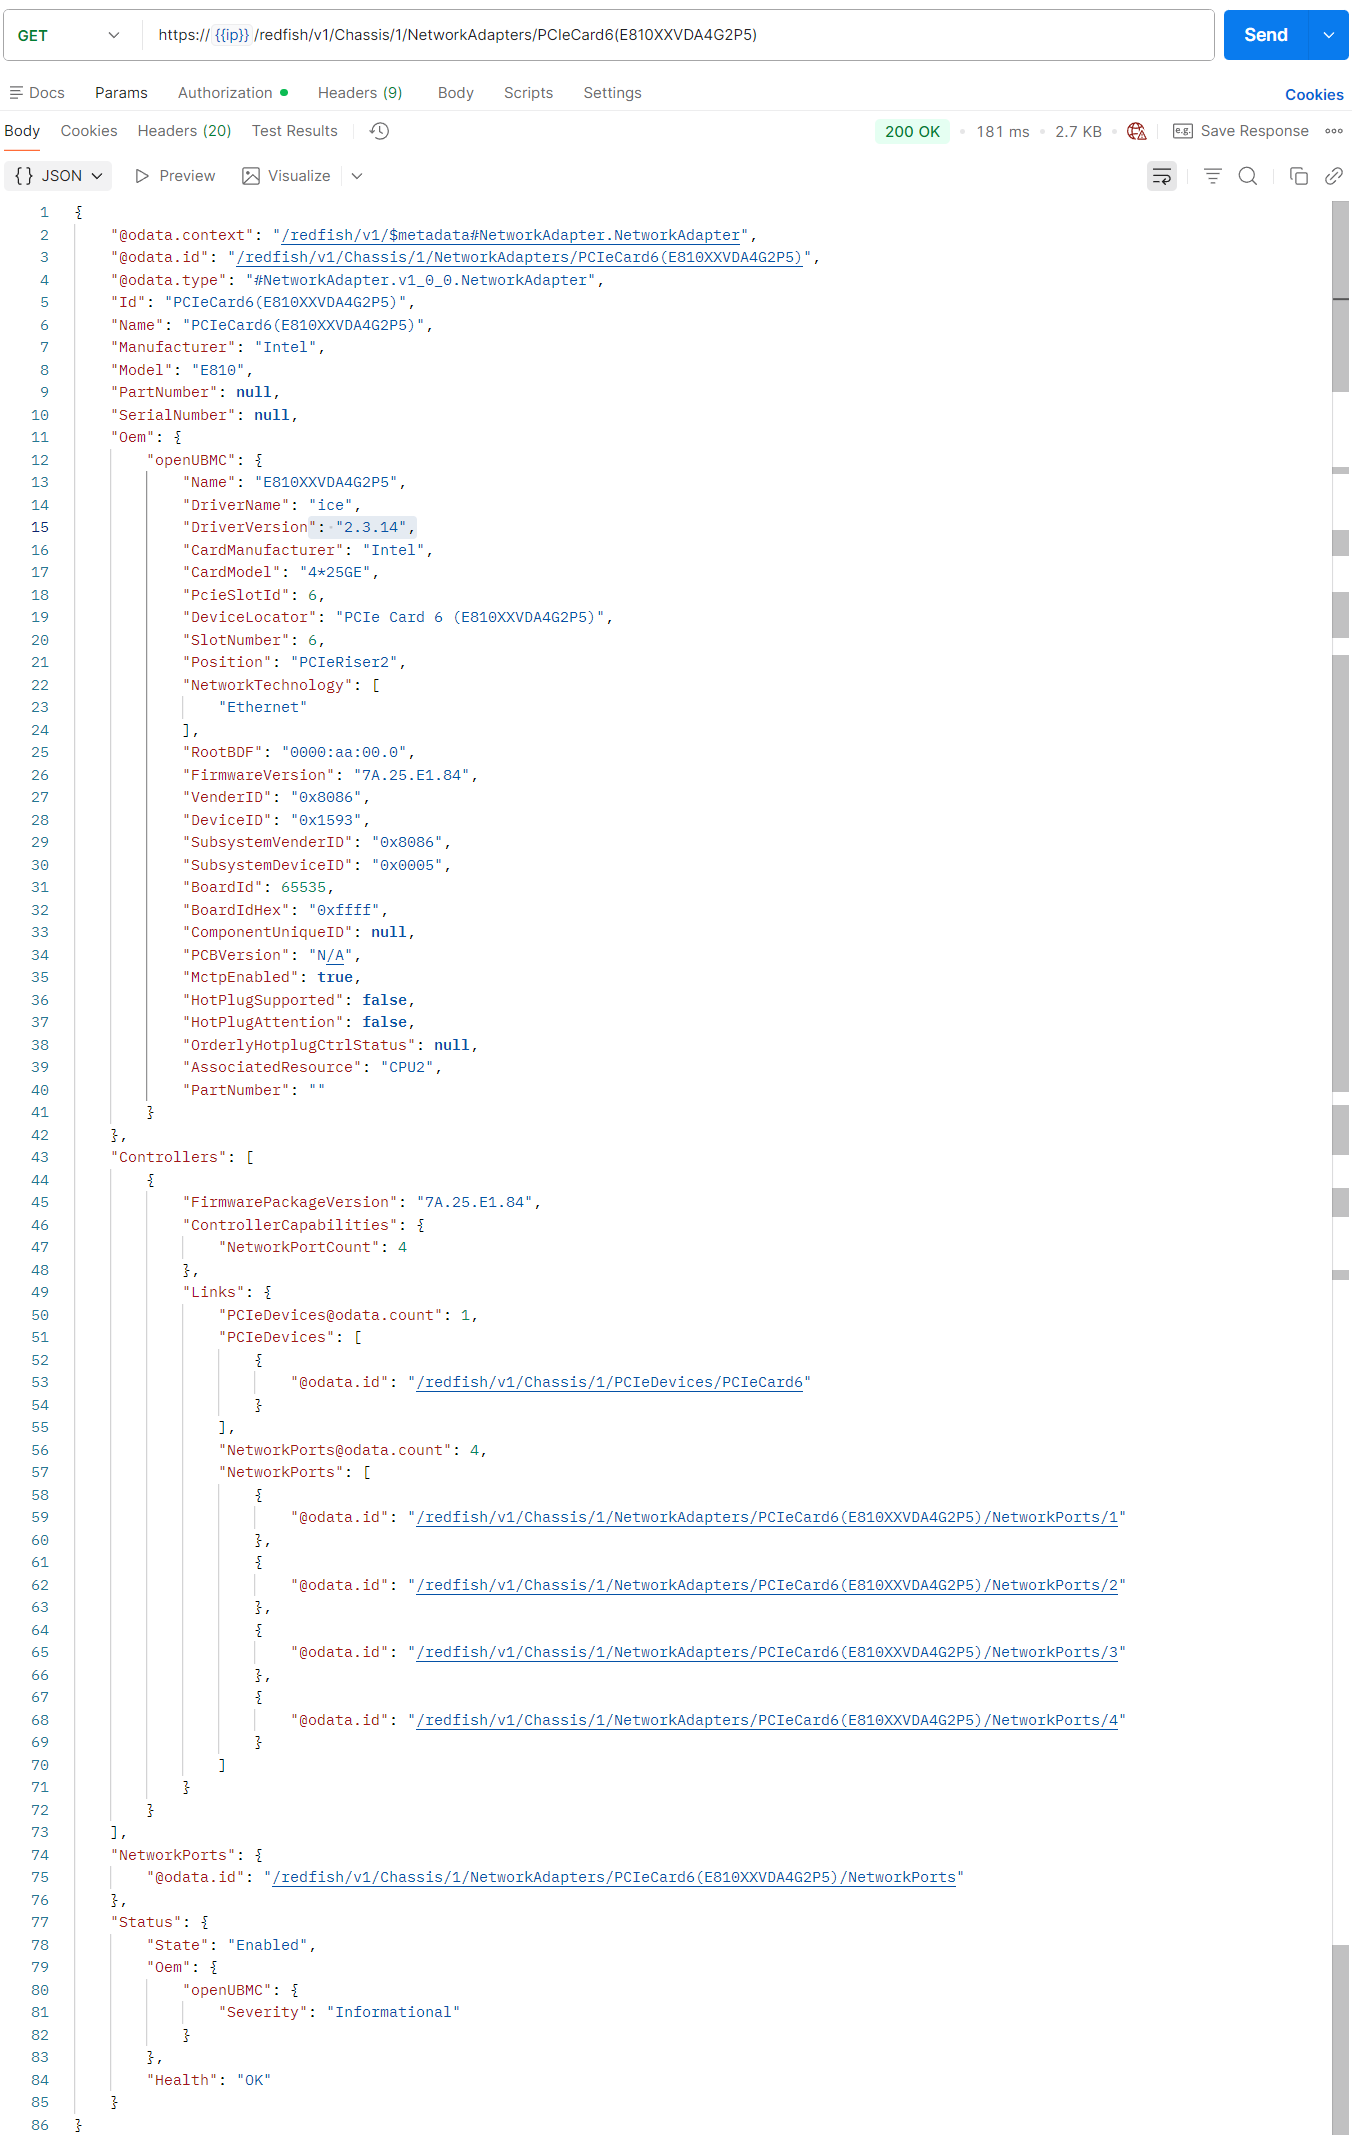 GET https:// {{ip}} /redfish/v1/Chassis/1/NetworkAdapters/PCIeCard6(E810XXVDA4G2P5) Send
Docs Params Authorization Headers (9) Body Scripts Settings Cookies
Body Cookies Headers (20) Test Results 200 OK 181 ms 2.7 KB e.g. Save Response
{} JSON Preview Visualize
1 {
2 "@odata.context": "/redfish/v1/$metadata#NetworkAdapter.NetworkAdapter",
3 "@odata.id": "/redfish/v1/Chassis/1/NetworkAdapters/PCIeCard6(E810XXVDA4G2P5)",
4 "@odata.type": "#NetworkAdapter.v1_0_0.NetworkAdapter",
5 "Id": "PCIeCard6(E810XXVDA4G2P5)",
6 "Name": "PCIeCard6(E810XXVDA4G2P5)",
7 "Manufacturer": "Intel",
8 "Model": "E810",
9 "PartNumber": null,
10 "SerialNumber": null,
11 "Oem": {
12 "openUBMC": {
13 "Name": "E810XXVDA4G2P5",
14 "DriverName": "ice",
15 "DriverVersion": "2.3.14",
16 "CardManufacturer": "Intel",
17 "CardModel": "4*25GE",
18 "PcieSlotId": 6,
19 "DeviceLocator": "PCIe Card 6 (E810XXVDA4G2P5)",
20 "SlotNumber": 6,
21 "Position": "PCIeRiser2",
22 "NetworkTechnology": [
23 "Ethernet"
24 ],
25 "RootBDF": "0000:aa:00.0",
26 "FirmwareVersion": "7A.25.E1.84",
27 "VenderID": "0x8086",
28 "DeviceID": "0x1593",
29 "SubsystemVenderID": "0x8086",
30 "SubsystemDeviceID": "0x0005",
31 "BoardId": 65535,
32 "BoardIdHex": "0xffff",
33 "ComponentUniqueID": null,
34 "PCBVersion": "N/A",
35 "MctpEnabled": true,
36 "HotPlugSupported": false,
37 "HotPlugAttention": false,
38 "OrderlyHotplugCtrlStatus": null,
39 "AssociatedResource": "CPU2",
40 "PartNumber": ""
41 }
42 },
43 "Controllers": [
44 {
45 "FirmwarePackageVersion": "7A.25.E1.84",
46 "ControllerCapabilities": {
47 "NetworkPortCount": 4
48 },
49 "Links": {
50 "PCIeDevices@odata.count": 1,
51 "PCIeDevices": [
52 {
53 "@odata.id": "/redfish/v1/Chassis/1/PCIeDevices/PCIeCard6"
54 }
55 ],
56 "NetworkPorts@odata.count": 4,
57 "NetworkPorts": [
58 {
59 "@odata.id": "/redfish/v1/Chassis/1/NetworkAdapters/PCIeCard6(E810XXVDA4G2P5)/NetworkPorts/1"
60 },
61 {
62 "@odata.id": "/redfish/v1/Chassis/1/NetworkAdapters/PCIeCard6(E810XXVDA4G2P5)/NetworkPorts/2"
63 },
64 {
65 "@odata.id": "/redfish/v1/Chassis/1/NetworkAdapters/PCIeCard6(E810XXVDA4G2P5)/NetworkPorts/3"
66 },
67 {
68 "@odata.id": "/redfish/v1/Chassis/1/NetworkAdapters/PCIeCard6(E810XXVDA4G2P5)/NetworkPorts/4"
69 }
70 ]
71 }
72 }
73 ],
74 "NetworkPorts": {
75 "@odata.id": "/redfish/v1/Chassis/1/NetworkAdapters/PCIeCard6(E810XXVDA4G2P5)/NetworkPorts"
76 },
77 "Status": {
78 "State": "Enabled",
79 "Oem": {
80 "openUBMC": {
81 "Severity": "Informational"
82 }
83 },
84 "Health": "OK"
85 }
86 }